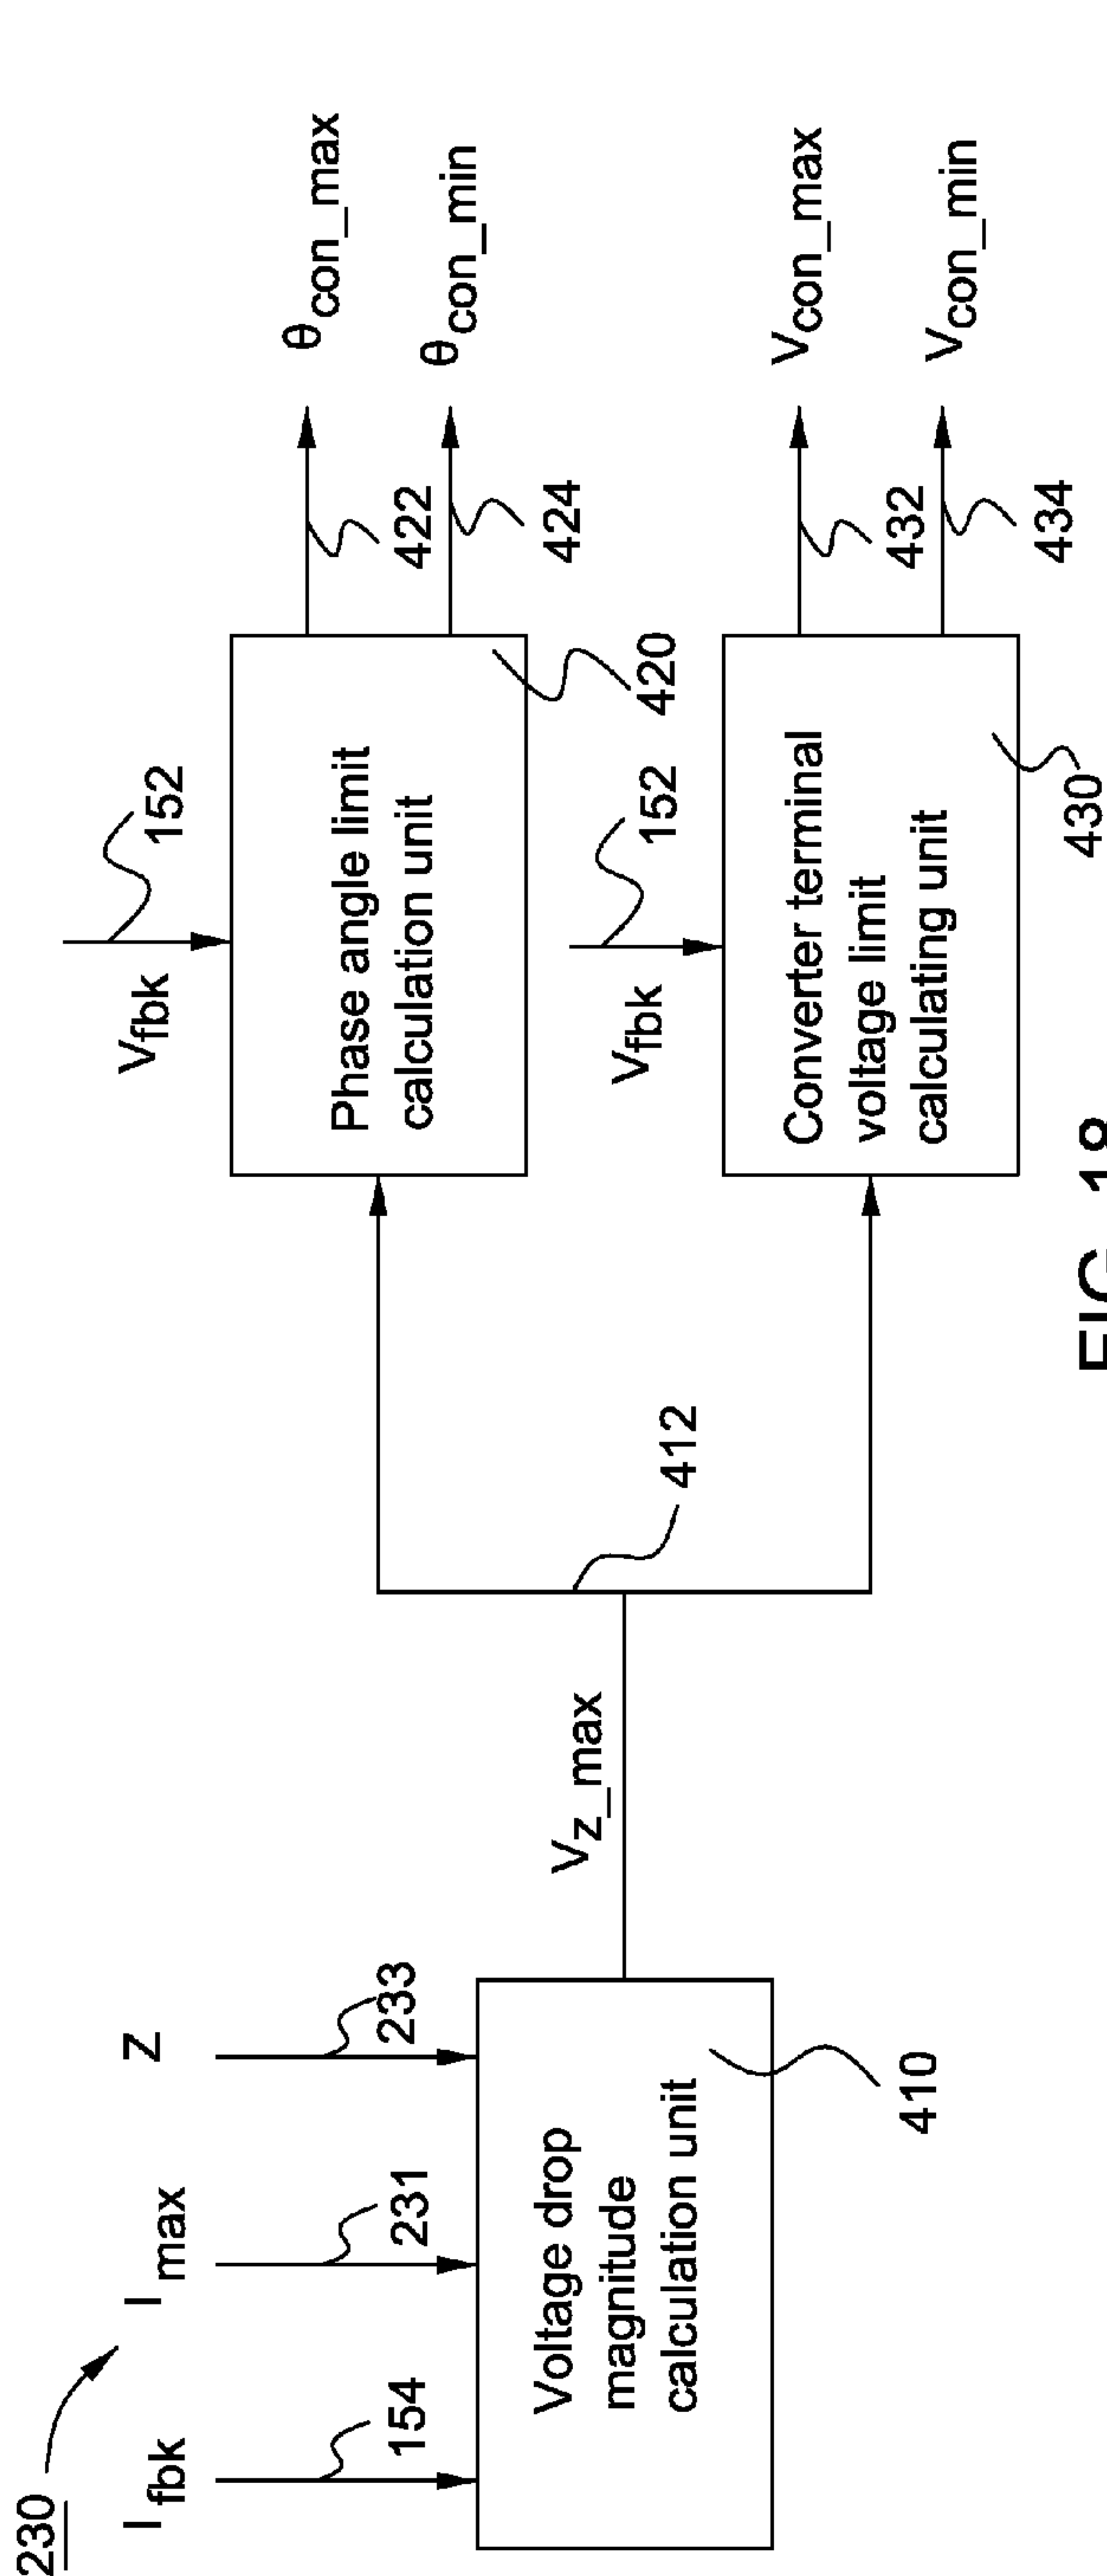 230
I fbk
154
I max
231
Z
233
Voltage drop
magnitude
calculation unit
410
Vz_max
412
Vfbk
152
Phase angle limit
calculation unit
420
422
θcon_max
424
θcon_min
Vfbk
152
Converter terminal
voltage limit
calculating unit
430
432
Vcon_max
434
Vcon_min
FIG. 18